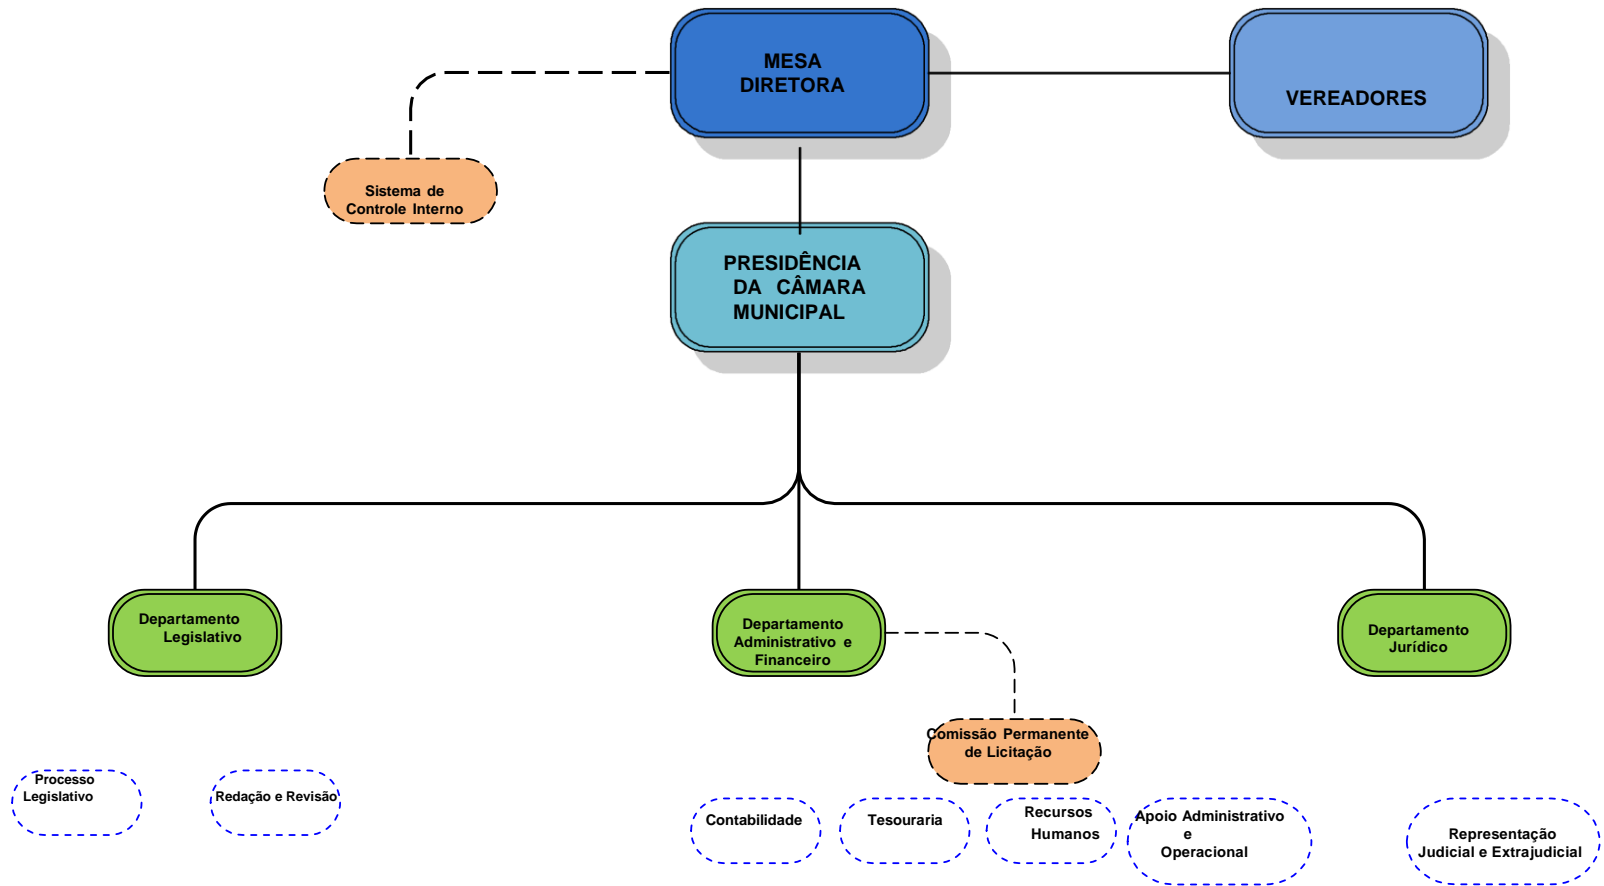 MESA
DIRETORA
VEREADORES
Sistema de
Controle Interno
PRESIDÊNCIA
DA CÂMARA
MUNICIPAL
Departamento
Legislativo
Departamento
Administrativo e
Financeiro
Departamento
Jurídico
Comissão Permanente
de Licitação
Processo
Legislativo
Redação e Revisão
Contabilidade
Tesouraria
Recursos
Humanos
Apoio Administrativo
e
Operacional
Representação
Judicial e Extrajudicial